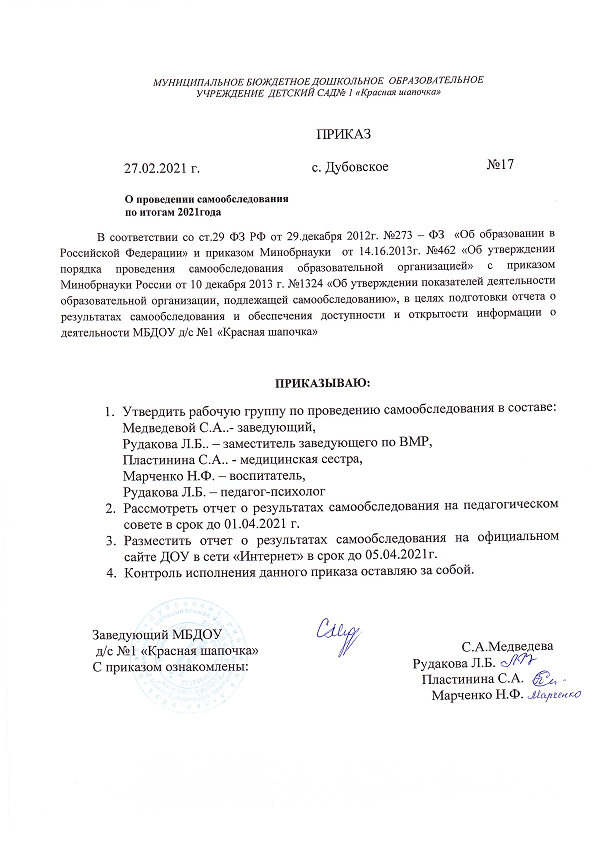 МУНИЦИПАЛЬНОЕ БЮЖДЕТНОЕ ДОШКОЛЬНОЕ ОБРАЗОВАТЕЛЬНОЕ
УЧРЕЖДЕНИЕ ДЕТСКИЙ САД№ 1 «Красная шапочка»
ПРИКАЗ
27.02.2021 г. с. Дубовское №17
О проведении самообследования
по итогам 2021года
В соответствии со ст.29 ФЗ РФ от 29.декабря 2012г. №273 – ФЗ «Об образовании в
Российской Федерации» и приказом Минобрнауки от 14.16.2013г. №462 «Об утверждении
порядка проведения самообследования образовательной организацией» с приказом
Минобрнауки России от 10 декабря 2013 г. №1324 «Об утверждении показателей деятельности
образовательной организации, подлежащей самообследованию», в целях подготовки отчета о
результатах самообследования и обеспечения доступности и открытости информации о
деятельности МБДОУ д/с №1 «Красная шапочка»
ПРИКАЗЫВАЮ:
1. Утвердить рабочую группу по проведению самообследования в составе:
Медведевой С.А..- заведующий,
Рудакова Л.Б.. – заместитель заведующего по ВМР,
Пластинина С.А.. - медицинская сестра,
Марченко Н.Ф. – воспитатель,
Рудакова Л.Б. – педагог-психолог
2. Рассмотреть отчет о результатах самообследования на педагогическом
совете в срок до 01.04.2021 г.
3. Разместить отчет о результатах самообследования на официальном
сайте ДОУ в сети «Интернет» в срок до 05.04.2021г.
4. Контроль исполнения данного приказа оставляю за собой.
Заведующий МБДОУ
д/с №1 «Красная шапочка» С.А.Медведева
С приказом ознакомлены: Рудакова Л.Б.
Пластинина С.А.
Марченко Н.Ф. Марченко